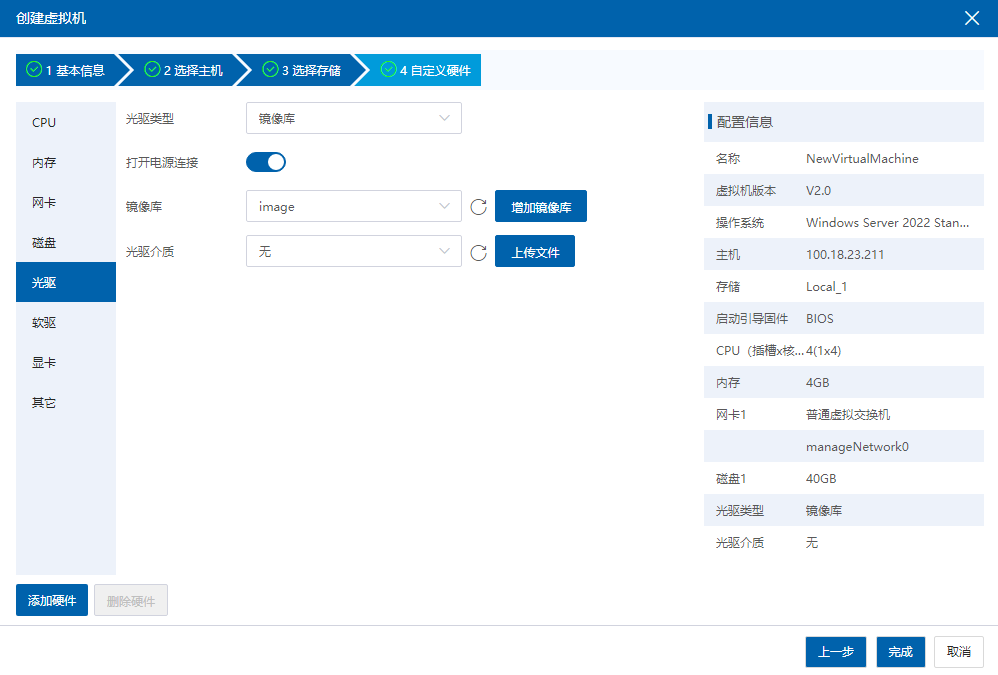 创建虚拟机
1 基本信息
2 选择主机
3 选择存储
4 自定义硬件
CPU
内存
网卡
磁盘
光驱
软驱
显卡
其它
光驱类型
镜像库
打开电源连接
镜像库
image
增加镜像库
光驱介质
无
上传文件
配置信息
名称 NewVirtualMachine
虚拟机版本 V2.0
操作系统 Windows Server 2022 Stan...
主机 100.18.23.211
存储 Local_1
启动引导固件 BIOS
CPU（插槽x核... 4(1x4)
内存 4GB
网卡1 普通虚拟交换机
manageNetwork0
磁盘1 40GB
光驱类型 镜像库
光驱介质 无
添加硬件
删除硬件
上一步
完成
取消